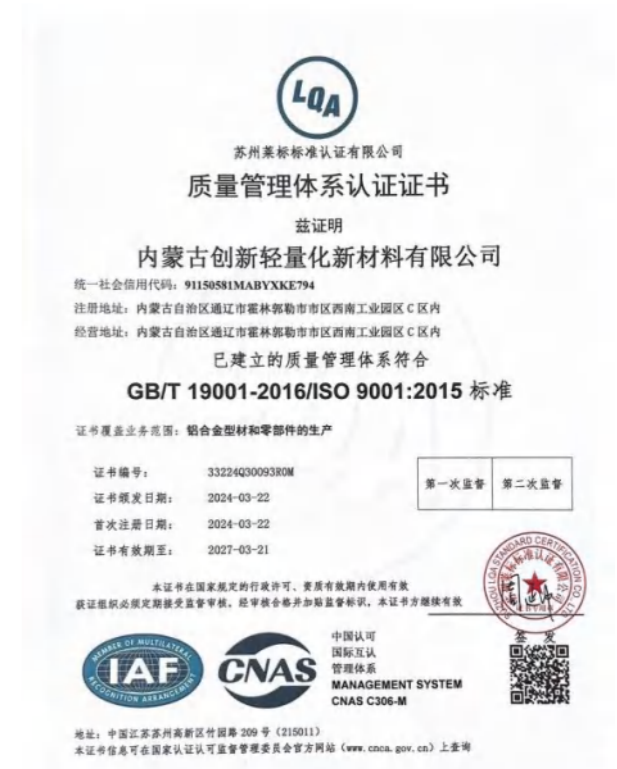 LQA
苏州莱标标准认证有限公司
质量管理体系认证证书
兹证明
内蒙古创新轻量化新材料有限公司
统一社会信用代码：91150581MABYXKE794
注册地址：内蒙古自治区通辽市霍林郭勒市市区西南工业园区 C 区内
经营地址：内蒙古自治区通辽市霍林郭勒市市区西南工业园区 C 区内
已建立的质量管理体系符合
GB/T 19001-2016/ISO 9001:2015 标准
证书覆盖业务范围：铝合金型材和零部件的生产
证书编号： 33224Q30093R0M
证书颁发日期： 2024-03-22
首次注册日期： 2024-03-22
证书有效期至： 2027-03-21
第一次监督 第二次监督
本证书在国家规定的行政许可、资质有效期内使用有效
获证组织必须定期接受监督审核，经审核合格并加贴监督标识，本证书方继续有效
SUZHOU LQA STANDARD CERTIFICATION CO., LTD.
签 发
MEMBER OF MULTILATERAL
IAF
RECOGNITION ARRANGEMENT
CNAS
中国认可
国际互认
管理体系
MANAGEMENT SYSTEM
CNAS C306-M
地址：中国江苏苏州高新区竹园路 209 号（215011）
本证书信息可在国家认证认可监督管理委员会官方网站（www.cnca.gov.cn）上查询